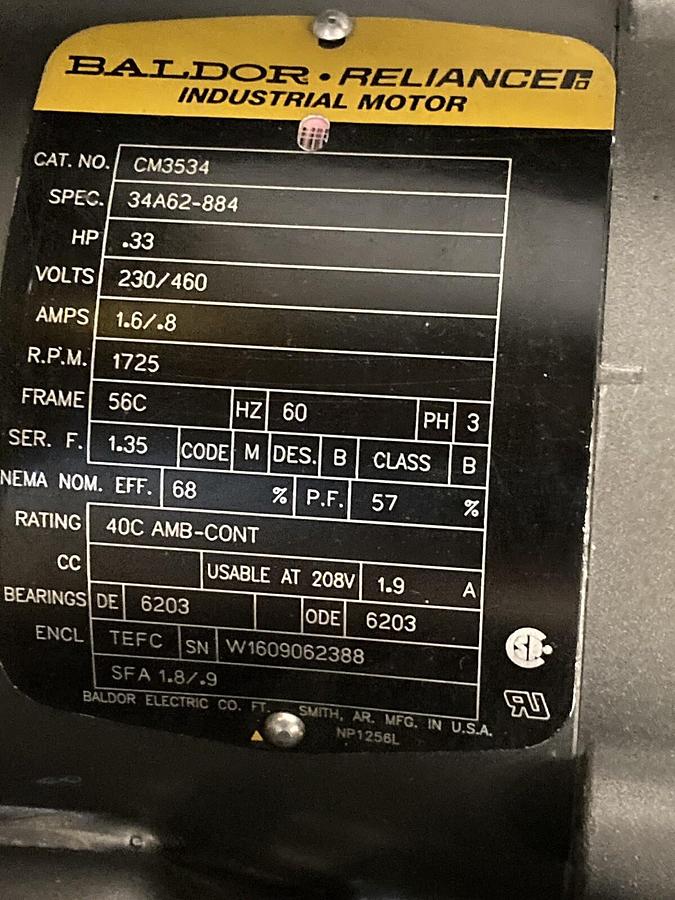 BALDOR • RELIANCE
INDUSTRIAL MOTOR
CAT. NO. CM3534
SPEC. 34A62-884
HP .33
VOLTS 230/460
AMPS 1.6/.8
R.P.M. 1725
FRAME 56C HZ 60 PH 3
SER. F. 1.35 CODE M DES. B CLASS B
NEMA NOM. EFF. 68 % P.F. 57 %
RATING 40C AMB-CONT
CC USABLE AT 208V 1.9 A
BEARINGS DE 6203 ODE 6203
ENCL TEFC SN W1609062388
SFA 1.8/.9
BALDOR ELECTRIC CO. FT. SMITH, AR. MFG. IN U.S.A.
NP1256L